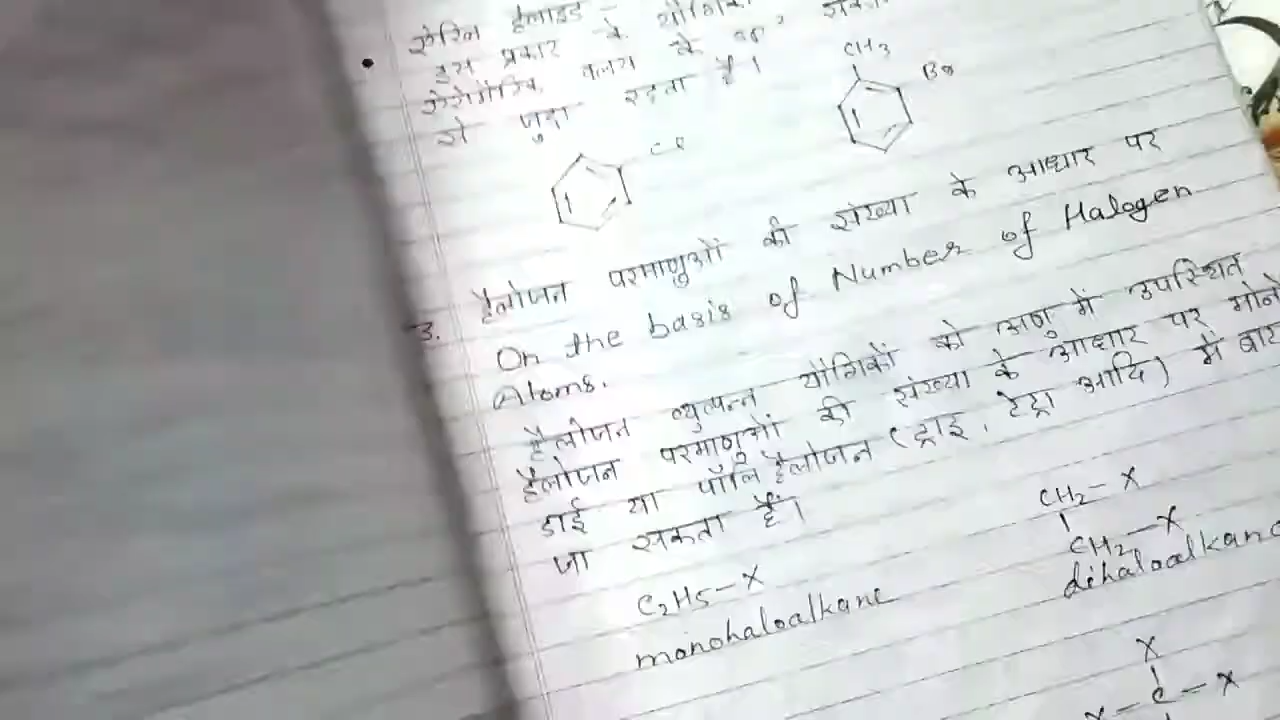 ऐरिल हैलाइड -
इस प्रकार के यौगिकों
ऐरोमैटिक वलय के
से जुड़ा रहता है।
CH3
Br
Cl
3. हैलोजन परमाणुओं की संख्या के आधार पर
On the basis of Number of Halogen
Atoms.
हैलोजन व्युत्पन्न यौगिकों को अणु में उपस्थित
हैलोजन परमाणुओं की संख्या के आधार पर मोनो
डाई या पॉलि हैलोजन (ट्राइ, टेट्रा आदि) में बाट
जा सकता है।
CH2-X
CH2-X
C2H5-X
monohaloalkane
dihaloalkane
X
X-C-X